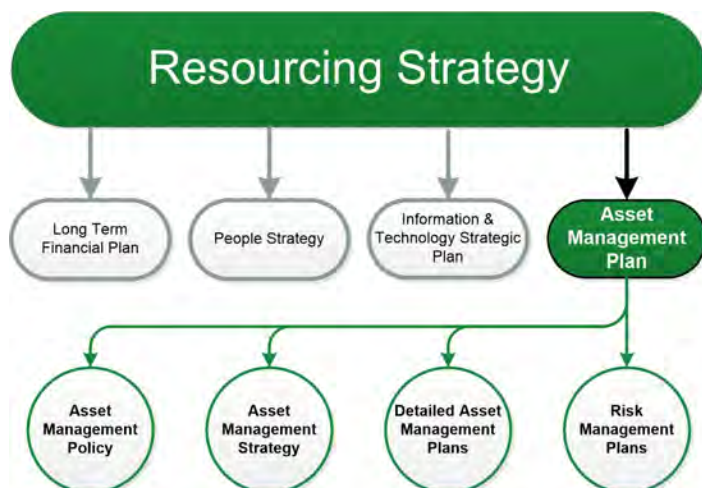 Resourcing Strategy
Long Term
Financial Plan
People Strategy
Information &
Technology Strategic
Plan
Asset
Management
Plan
Asset
Management
Policy
Asset
Management
Strategy
Detailed Asset
Management
Plans
Risk
Management
Plans